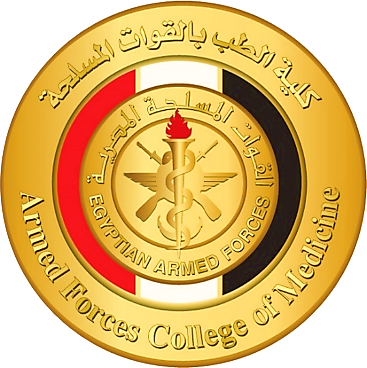 كلية الطب بالقوات المسلحة
القوات المسلحة المصرية
EGYPTIAN ARMED FORCES
Armed Forces College of Medicine